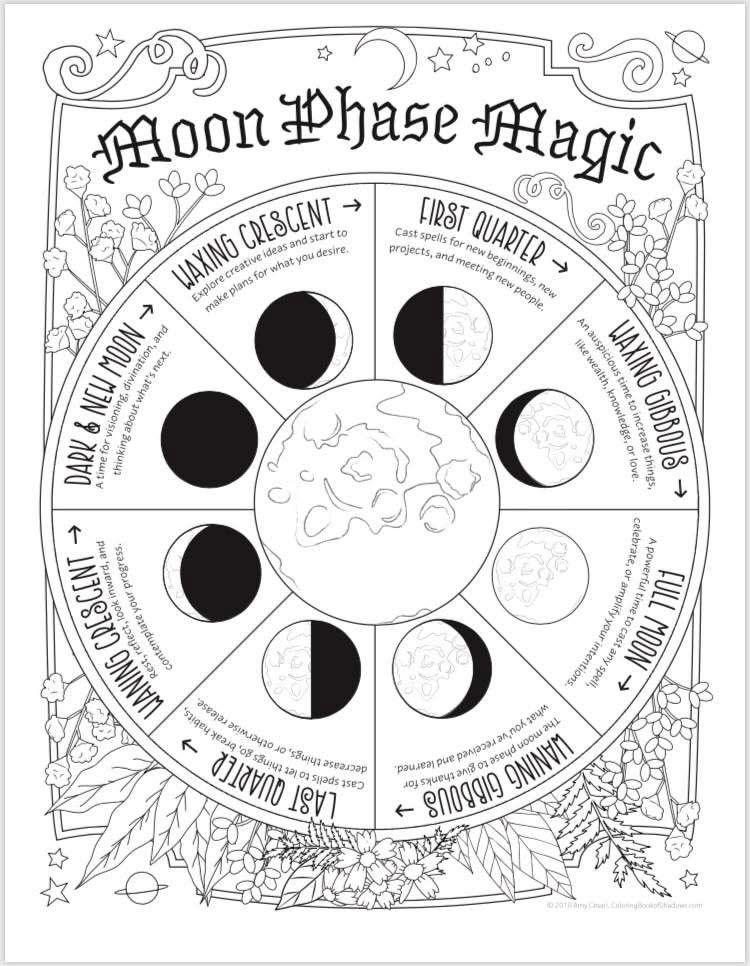 Moon Phase Magic
WAXING CRESCENT →
Explore creative ideas and start to
make plans for what you desire.
FIRST QUARTER →
Cast spells for new beginnings, new
projects, and meeting new people.
WAXING GIBBOUS →
An auspicious time to increase things,
like wealth, knowledge, or love.
FULL MOON →
A powerful time to cast any spell,
celebrate, or amplify your intentions.
WANING GIBBOUS →
The moon phase to give thanks for
what you've received and learned.
LAST QUARTER →
Cast spells to let things go, break habits,
decrease things, or otherwise release.
WANING CRESCENT →
Rest, reflect, look inward, and
contemplate your progress.
DARK & NEW MOON →
A time for visioning, divination, and
thinking about what's next.
© 2018 Amy Cesari, ColoringBookofShadows.com